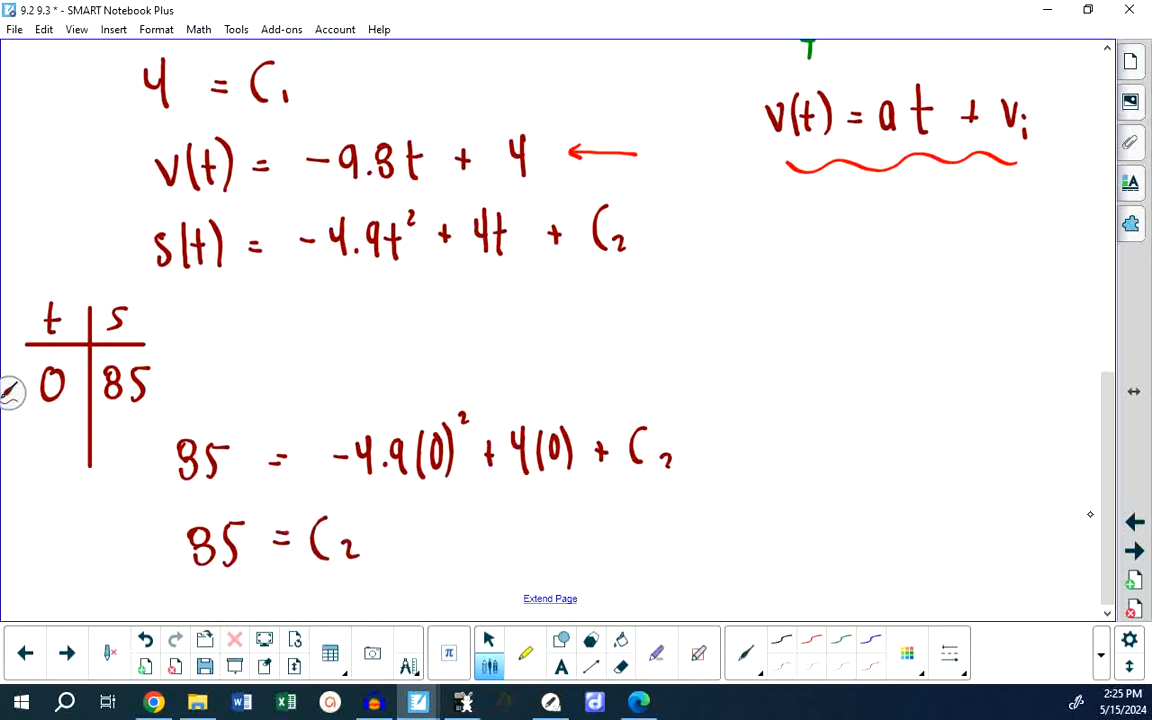 9.2 9.3 * - SMART Notebook Plus
File Edit View Insert Format Math Tools Add-ons Account Help
4 = C₁
v(t) = at + vᵢ
v(t) = -9.8t + 4
s(t) = -4.9t² + 4t + C₂
t s
0 85
85 = -4.9(0)² + 4(0) + C₂
85 = C₂
Extend Page
2:25 PM
5/15/2024